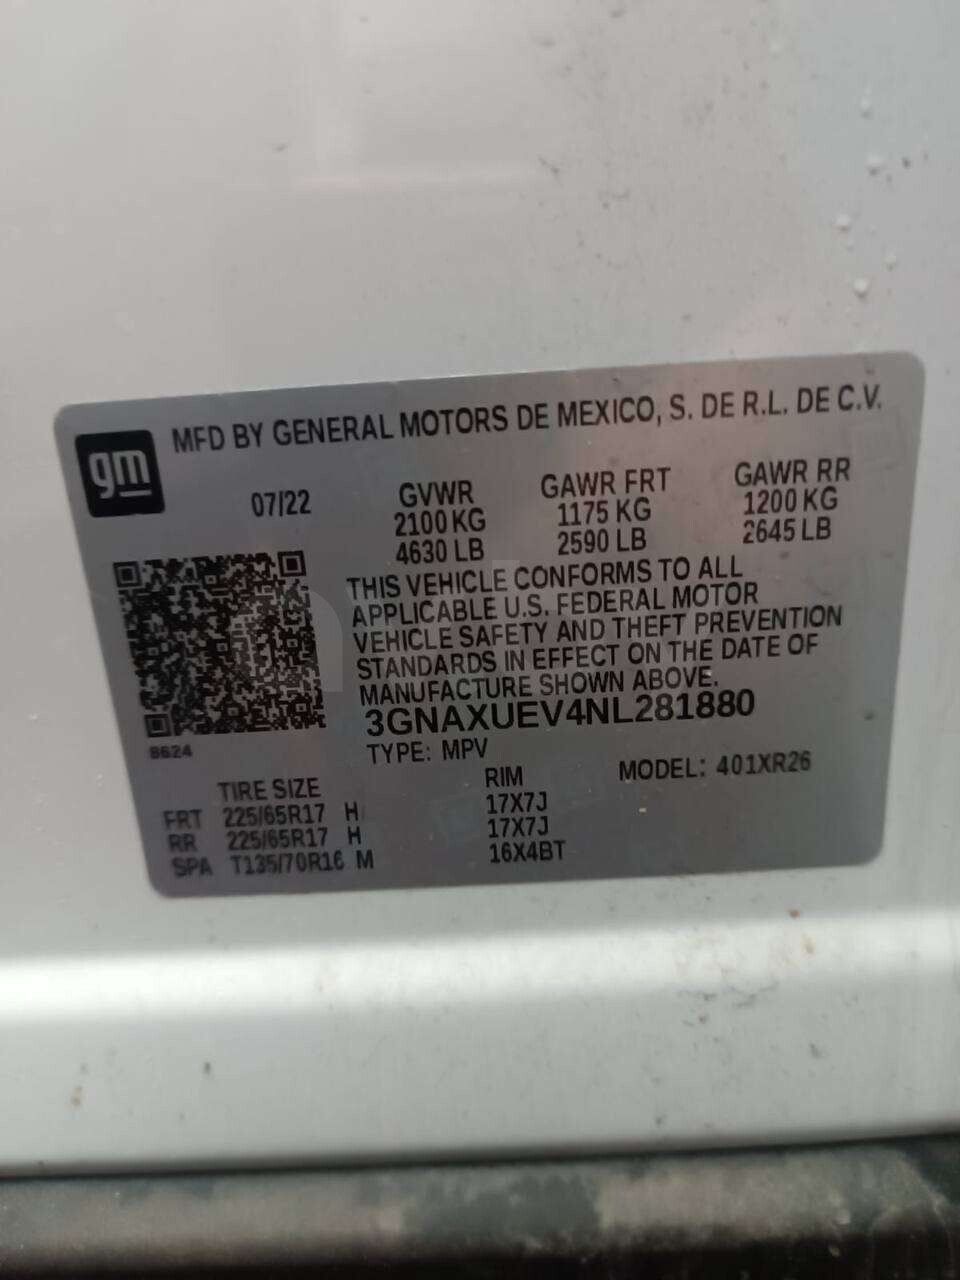 gm
MFD BY GENERAL MOTORS DE MEXICO, S. DE R.L. DE C.V.
07/22 GVWR GAWR FRT GAWR RR
2100 KG 1175 KG 1200 KG
4630 LB 2590 LB 2645 LB
THIS VEHICLE CONFORMS TO ALL
APPLICABLE U.S. FEDERAL MOTOR
VEHICLE SAFETY AND THEFT PREVENTION
STANDARDS IN EFFECT ON THE DATE OF
MANUFACTURE SHOWN ABOVE.
3GNAXUEV4NL281880
8624
TYPE: MPV
MODEL: 401XR26
TIRE SIZE RIM
FRT 225/65R17 H 17X7J
RR 225/65R17 H 17X7J
SPA T135/70R16 M 16X4BT